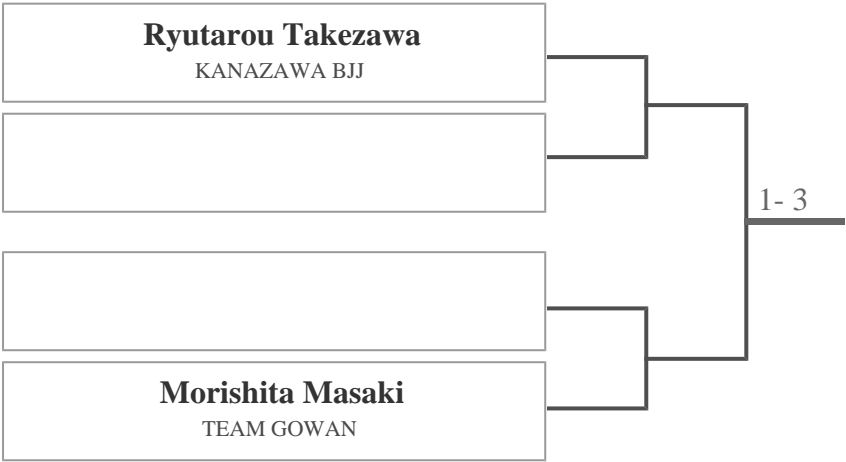 Ryutarou Takezawa
KANAZAWA BJJ
1- 3
Morishita Masaki
TEAM GOWAN